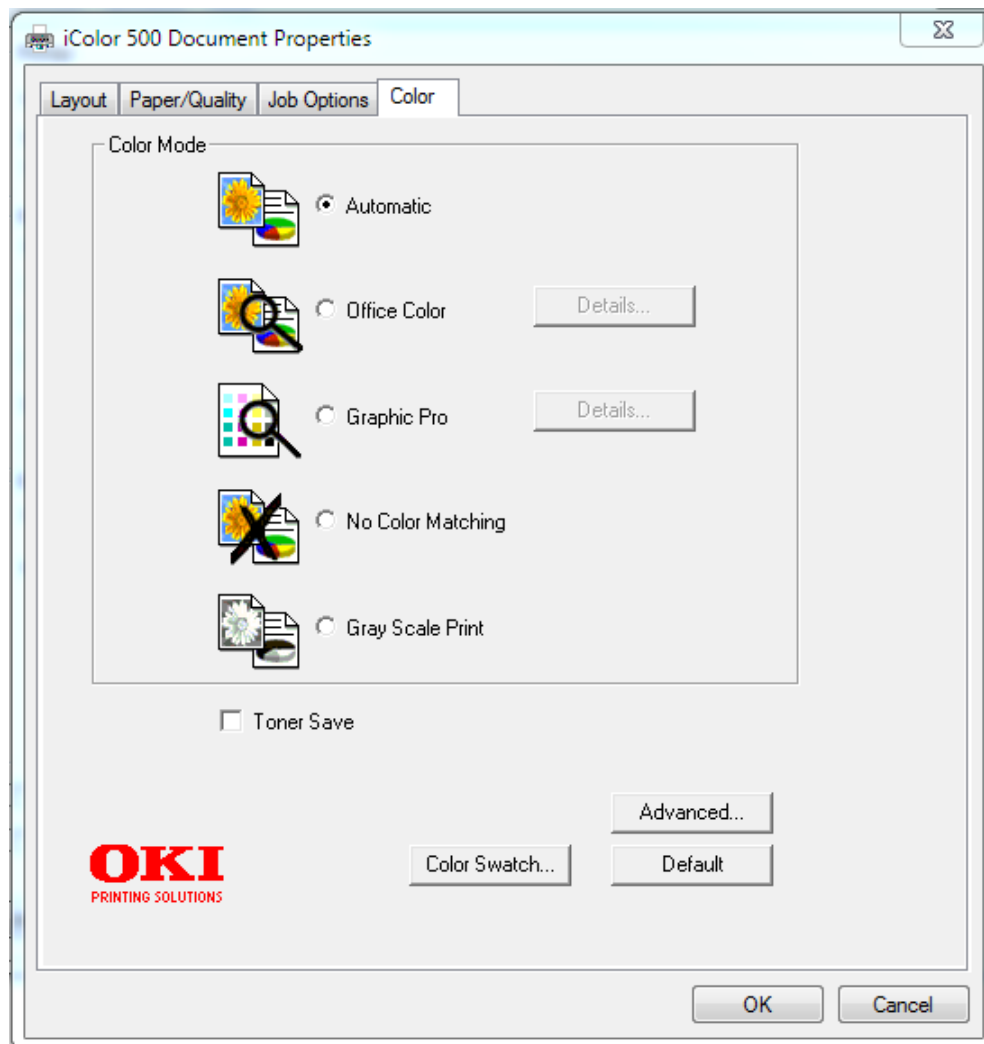 iColor 500 Document Properties
Layout Paper/Quality Job Options Color
Color Mode
Automatic
Office Color Details...
Graphic Pro Details...
No Color Matching
Gray Scale Print
Toner Save
Advanced...
OKI Color Swatch... Default
PRINTING SOLUTIONS
OK Cancel